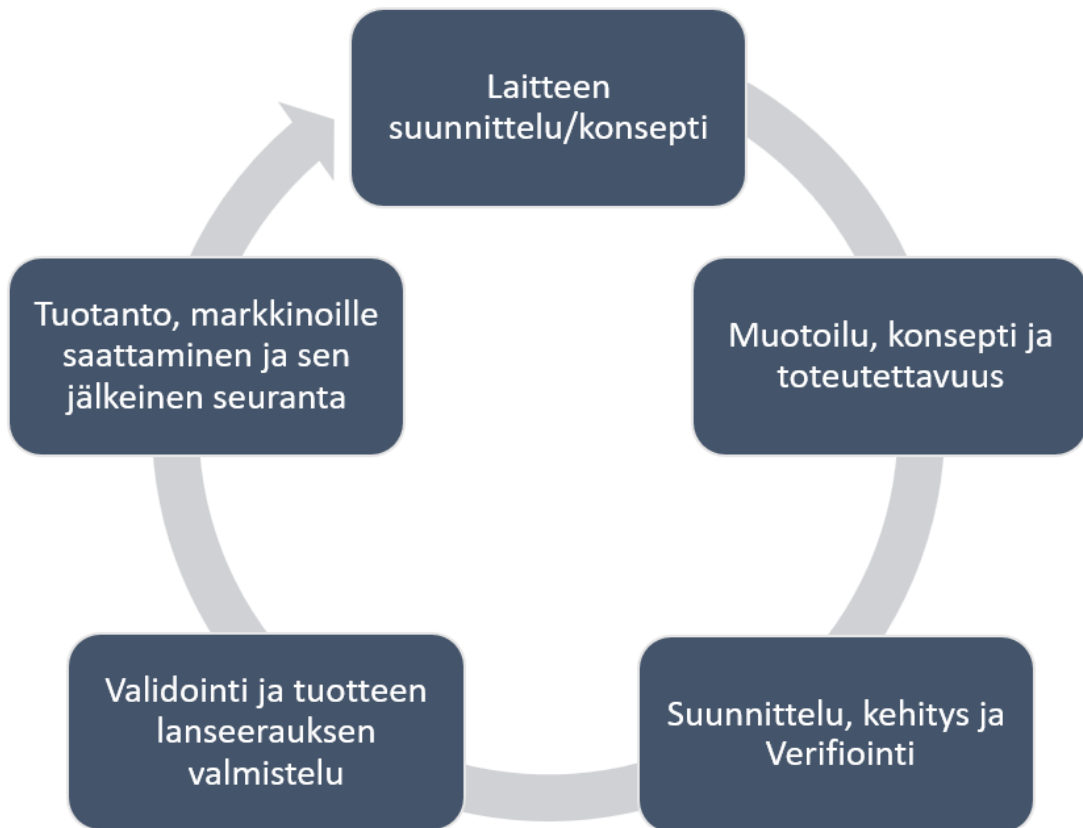 Laitteen
suunnittelu/konsepti
Muotoilu, konsepti ja
toteutettavuus
Suunnittelu, kehitys ja
Verifiointi
Validointi ja tuotteen
lanseerauksen
valmistelu
Tuotanto, markkinoille
saattaminen ja sen
jälkeinen seuranta